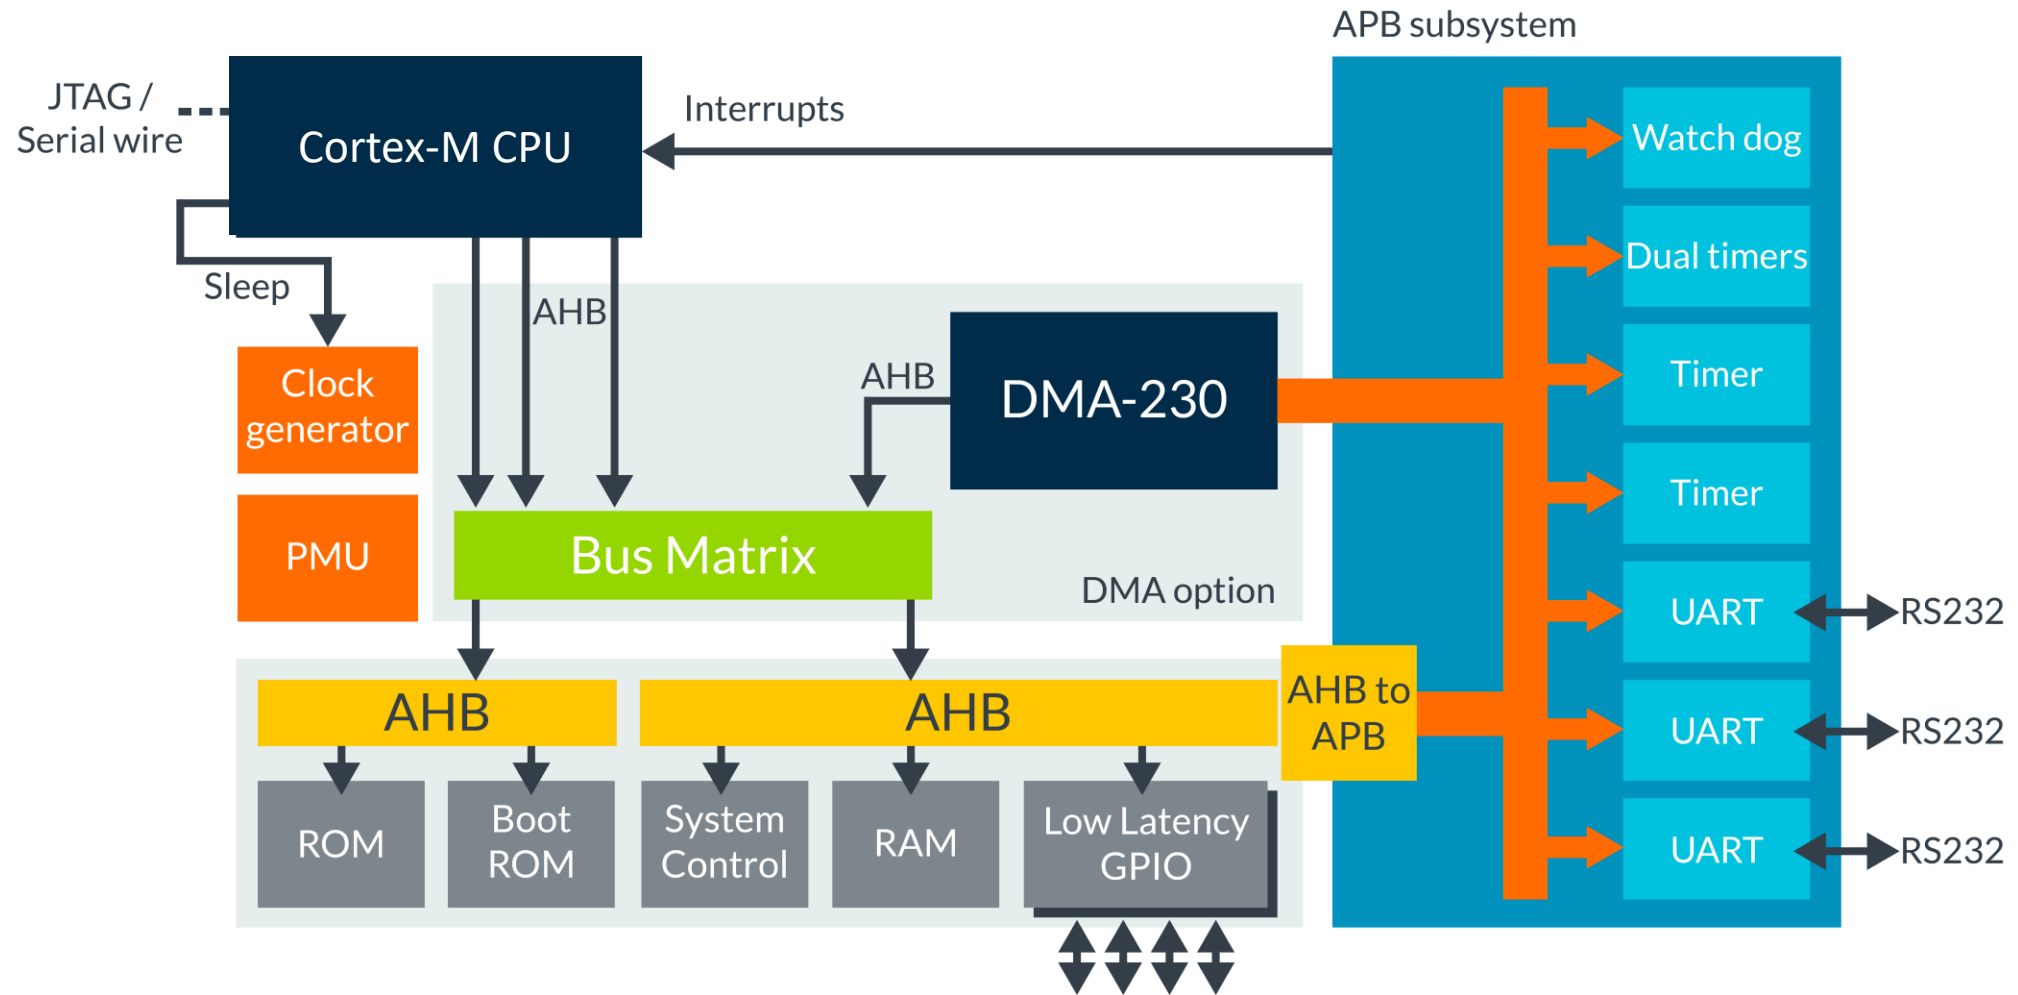 APB subsystem
JTAG /
Serial wire
Cortex-M CPU
Interrupts
Watch dog
Sleep
AHB
Dual timers
Clock
generator
AHB
DMA-230
Timer
Timer
PMU
Bus Matrix
DMA option
UART
RS232
AHB
AHB
AHB to
APB
UART
RS232
ROM
Boot
ROM
System
Control
RAM
Low Latency
GPIO
UART
RS232